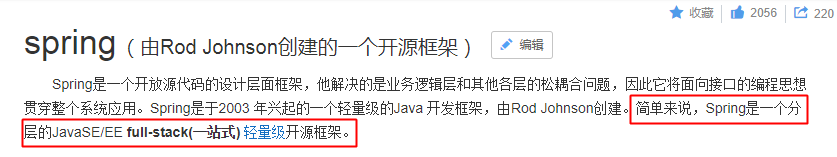 收藏 2056 220
spring（由Rod Johnson创建的一个开源框架） 编辑
Spring是一个开放源代码的设计层面框架，他解决的是业务逻辑层和其他各层的松耦合问题，因此它将面向接口的编程思想
贯穿整个系统应用。Spring是于2003 年兴起的一个轻量级的Java 开发框架，由Rod Johnson创建。简单来说，Spring是一个分
层的JavaSE/EE full-stack(一站式) 轻量级开源框架。